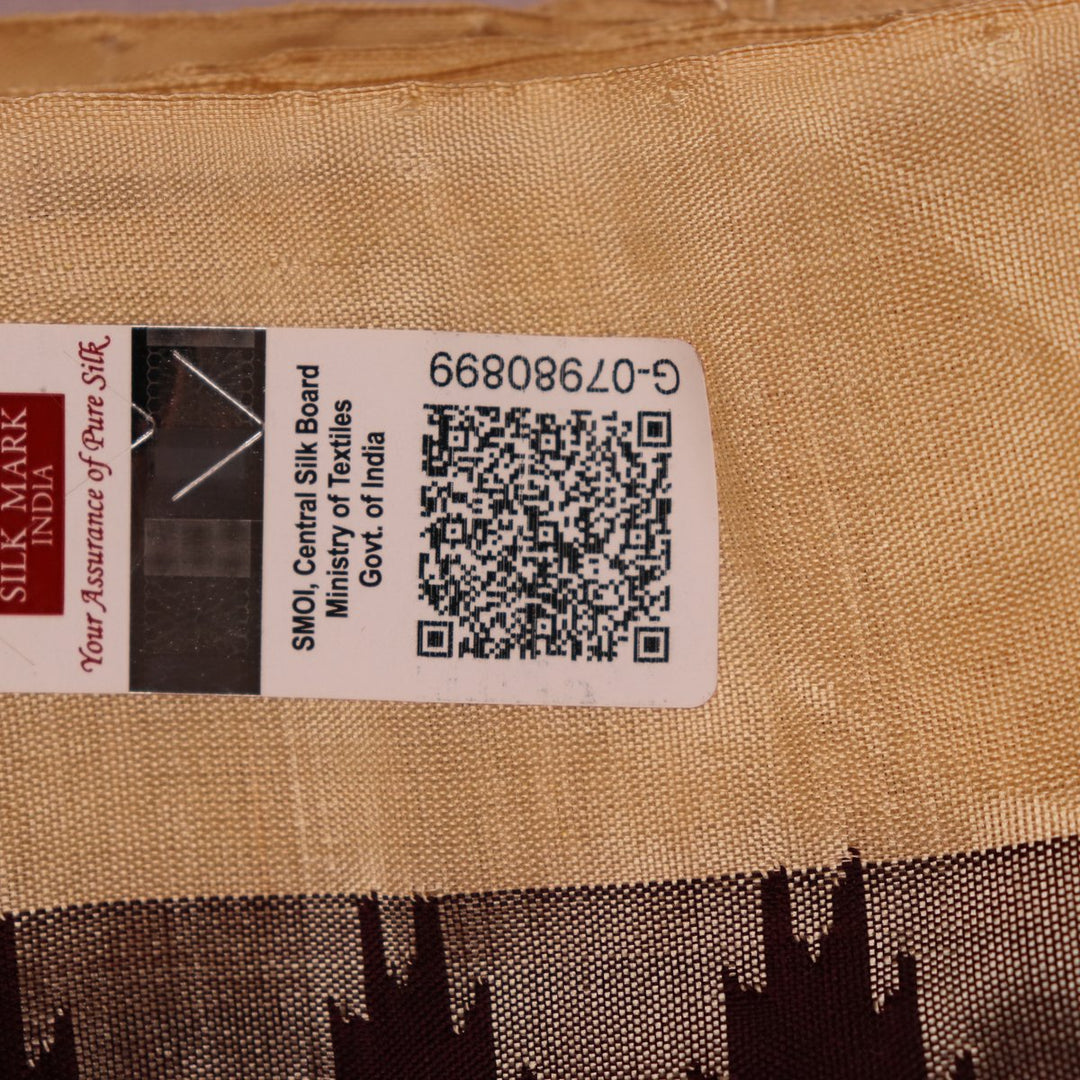 SILK MARK
INDIA
Your Assurance of Pure Silk
SMOI, Central Silk Board
Ministry of Textiles
Govt. of India
G-07980899